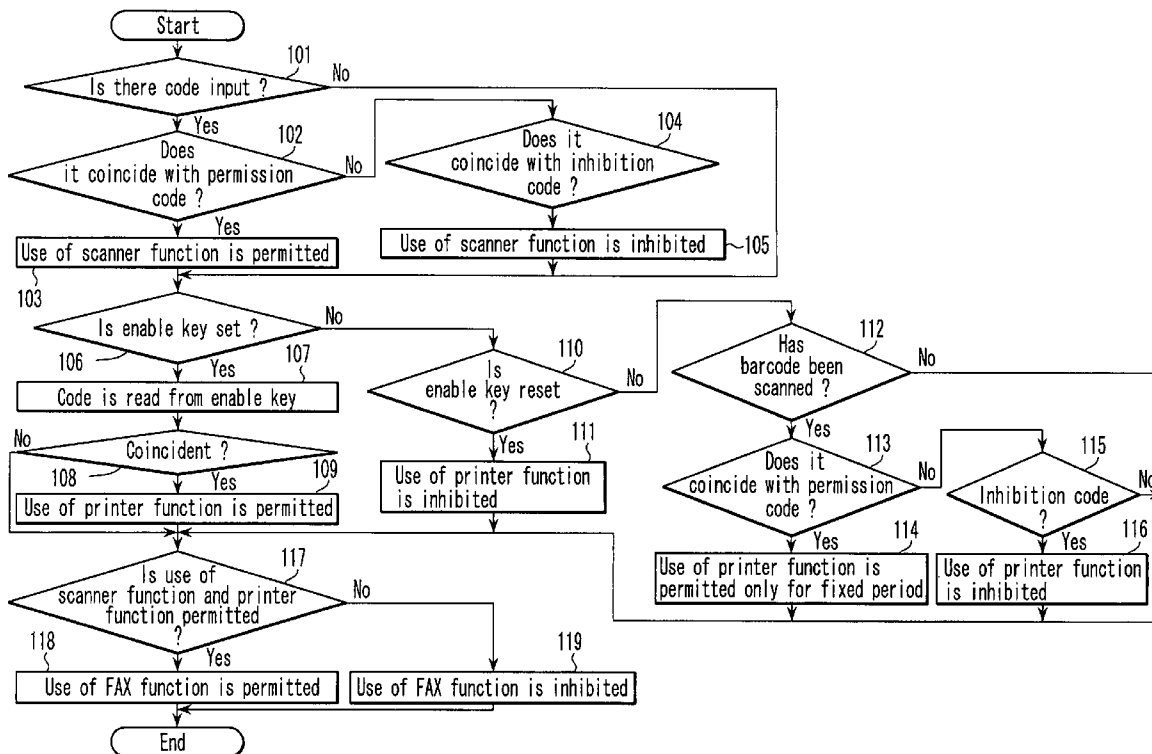 Start
101
Is there code input ?
No
Yes
102
Does
it coincide with permission
code ?
No
104
Does it
coincide with inhibition
code ?
Yes
Use of scanner function is permitted
103
Use of scanner function is inhibited
105
Is enable key set ?
No
106
Yes
107
Code is read from enable key
110
Is
enable key reset
?
No
112
Has
barcode been
scanned ?
No
No
Coincident ?
108
Yes
109
Use of printer function is permitted
Yes
111
Use of printer function
is inhibited
Yes
113
Does it
coincide with permission
code ?
No
115
Inhibition code
?
No
Yes
114
Use of printer function is
permitted only for fixed period
Yes
116
Use of printer function
is inhibited
117
Is use of
scanner function and printer
function permitted
?
No
118
Yes
Use of FAX function is permitted
119
Use of FAX function is inhibited
End